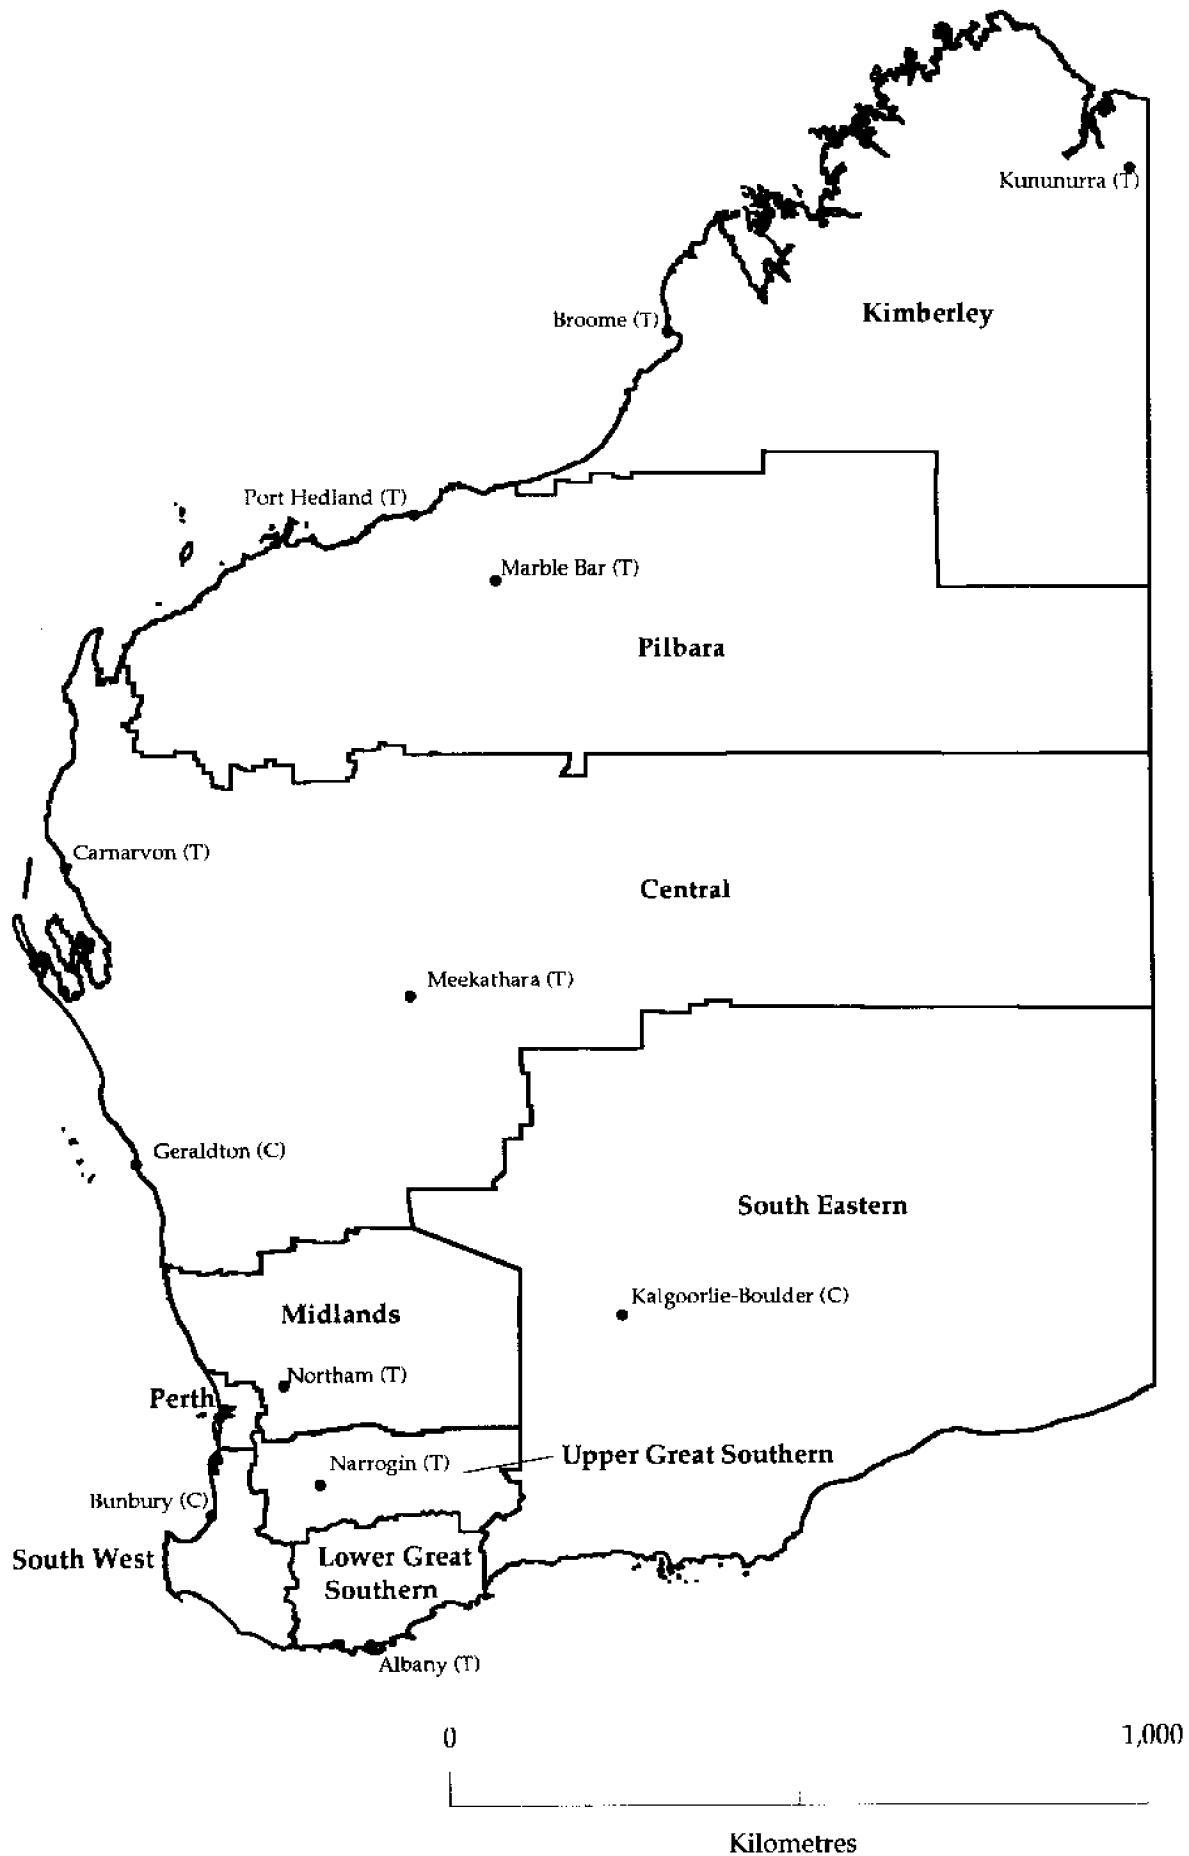 Kununurra (T)
Kimberley
Broome (T)
Port Hedland (T)
Marble Bar (T)
Pilbara
Carnarvon (T)
Central
Meekathara (T)
Geraldton (C)
South Eastern
Kalgoorlie-Boulder (C)
Midlands
Northam (T)
Perth
Upper Great Southern
Narrogin (T)
Bunbury (C)
South West
Lower Great
Southern
Albany (T)
0
1,000
Kilometres